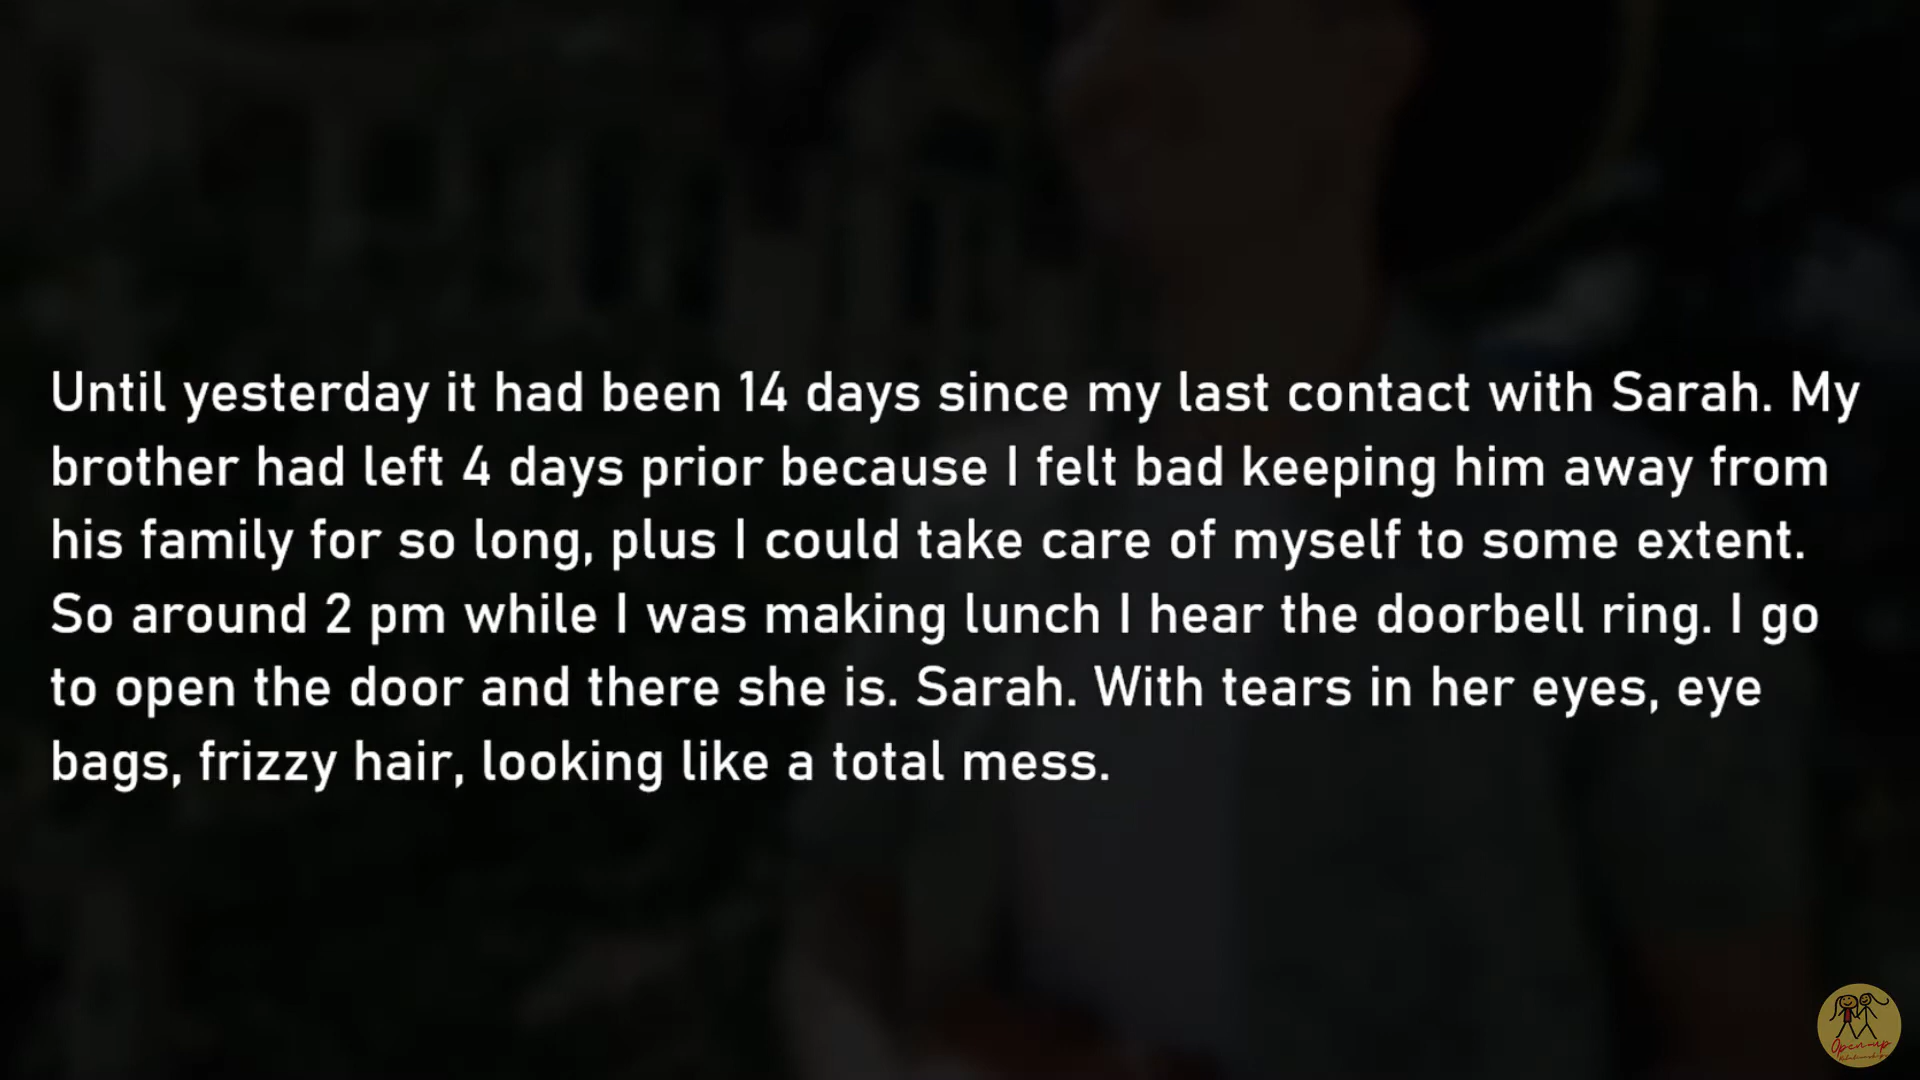 Until yesterday it had been 14 days since my last contact with Sarah. My
brother had left 4 days prior because I felt bad keeping him away from
his family for so long, plus I could take care of myself to some extent.
So around 2 pm while I was making lunch I hear the doorbell ring. I go
to open the door and there she is. Sarah. With tears in her eyes, eye
bags, frizzy hair, looking like a total mess.
Open-up